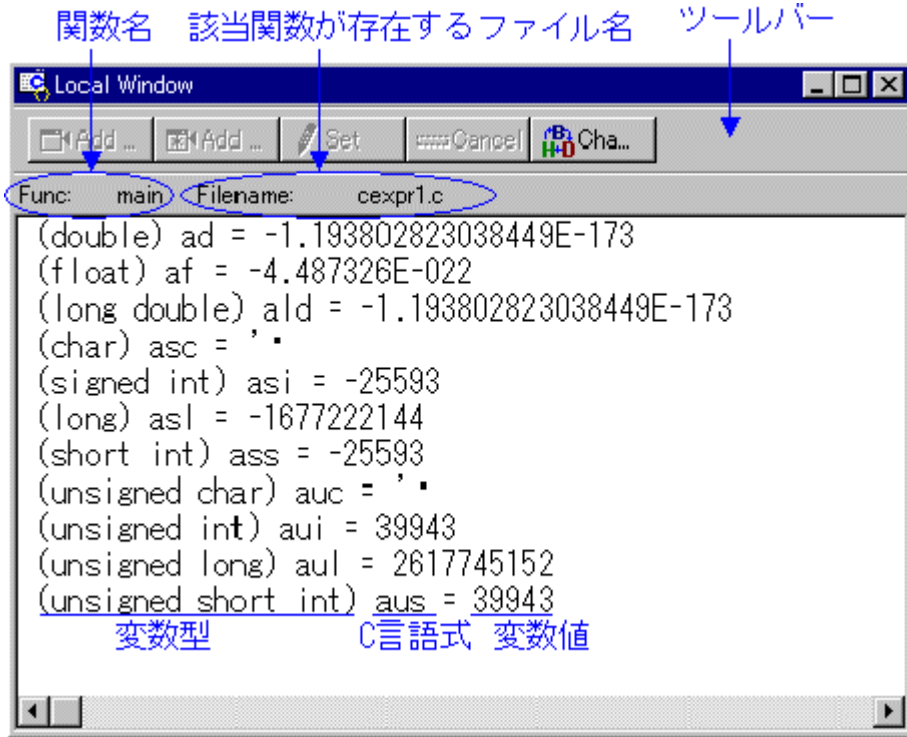 関数名 該当関数が存在するファイル名 ツールバー
Local Window
Add ... Add ... Set Cancel Cha...
Func: main Filename: cexpr1.c
(double) ad = -1.193802823038449E-173
(float) af = -4.487326E-022
(long double) ald = -1.193802823038449E-173
(char) asc = '・
(signed int) asi = -25593
(long) asl = -1677222144
(short int) ass = -25593
(unsigned char) auc = '・
(unsigned int) aui = 39943
(unsigned long) aul = 2617745152
(unsigned short int) aus = 39943
変数型 C言語式 変数値